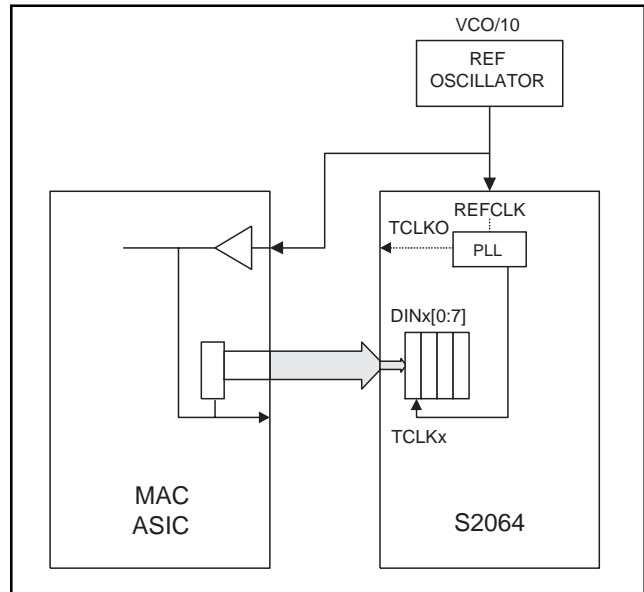 VCO/10
REF
OSCILLATOR
REFCLK
TCLKO
PLL
DINx[0:7]
TCLKx
MAC
ASIC
S2064